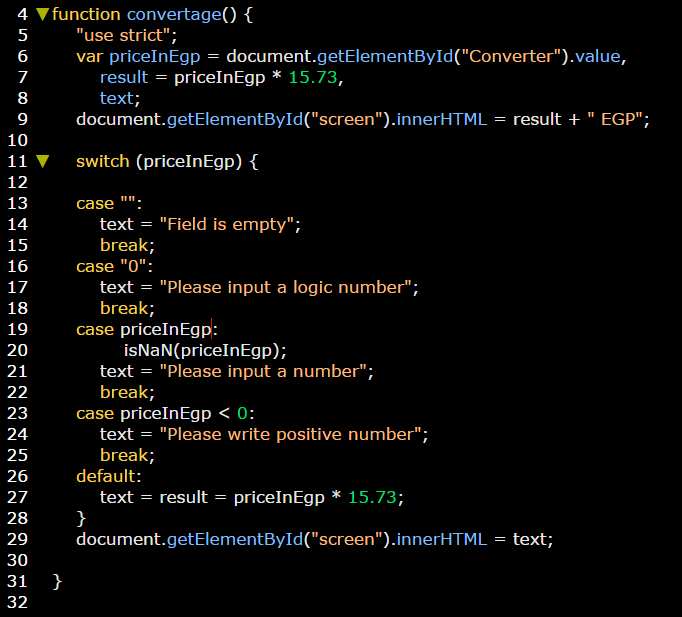 4 function convertage() {
5 "use strict";
6 var priceInEgp = document.getElementById("Converter").value,
7 result = priceInEgp * 15.73,
8 text;
9 document.getElementById("screen").innerHTML = result + " EGP";
10
11 switch (priceInEgp) {
12
13 case "":
14 text = "Field is empty";
15 break;
16 case "0":
17 text = "Please input a logic number";
18 break;
19 case priceInEgp:
20 isNaN(priceInEgp);
21 text = "Please input a number";
22 break;
23 case priceInEgp < 0:
24 text = "Please write positive number";
25 break;
26 default:
27 text = result = priceInEgp * 15.73;
28 }
29 document.getElementById("screen").innerHTML = text;
30
31 }
32